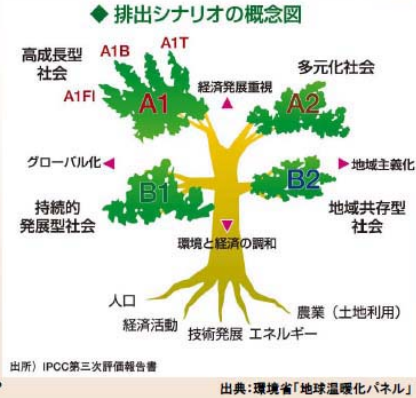 ◆ 排出シナリオの概念図
高成長型
社会
A1FI
A1B
A1T
A1
経済発展重視
多元化社会
A2
グローバル化
地域主義化
B1
持続的
発展型社会
B2
地域共存型
社会
環境と経済の調和
人口
経済活動
技術発展
エネルギー
農業（土地利用）
出所）IPCC第三次評価報告書
出典：環境省「地球温暖化パネル」